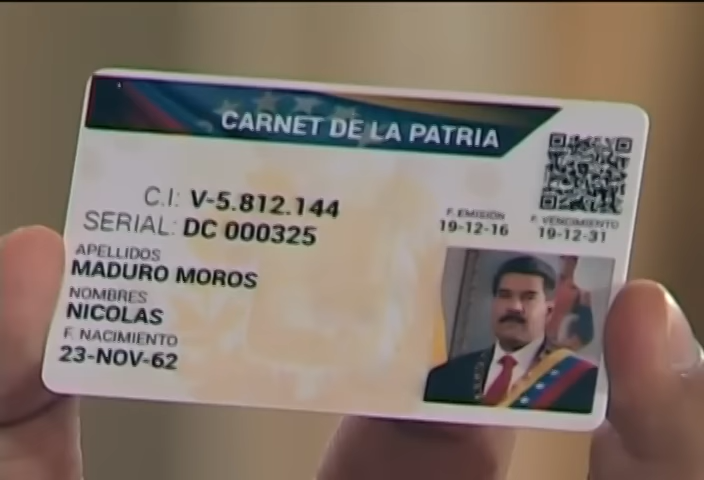 CARNET DE LA PATRIA
C.I: V-5.812.144
SERIAL: DC 000325
F. EMISIÓN
19-12-16
F. VENCIMIENTO
19-12-31
APELLIDOS
MADURO MOROS
NOMBRES
NICOLAS
F. NACIMIENTO
23-NOV-62